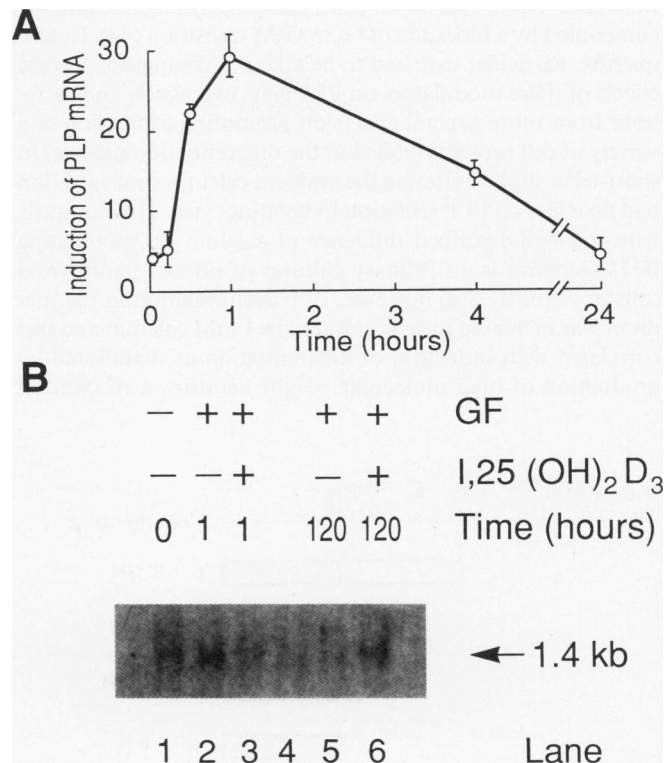 A
Induction of PLP mRNA
30
20
10
0
0 1 2 3 4 24
Time (hours)
B
— + + + + GF
— — + — + I,25 (OH)₂ D₃
0 1 1 120 120 Time (hours)
1.4 kb
1 2 3 4 5 6 Lane